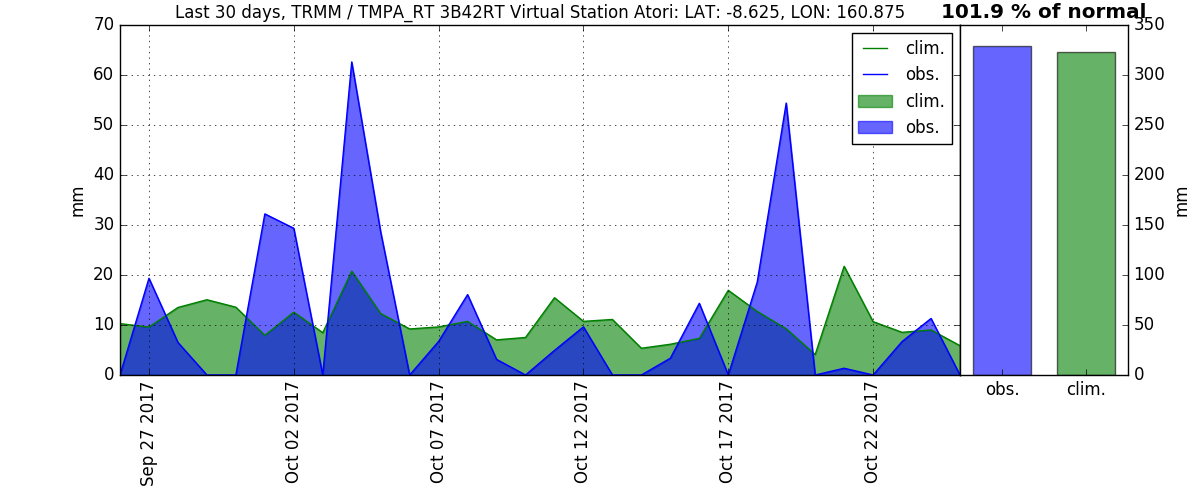 Last 30 days, TRMM / TMPA_RT 3B42RT Virtual Station Atori: LAT: -8.625, LON: 160.875
101.9 % of normal
70
60
50
40
30
20
10
0
mm
clim.
obs.
clim.
obs.
350
300
250
200
150
100
50
0
mm
Sep 27 2017
Oct 02 2017
Oct 07 2017
Oct 12 2017
Oct 17 2017
Oct 22 2017
obs.
clim.